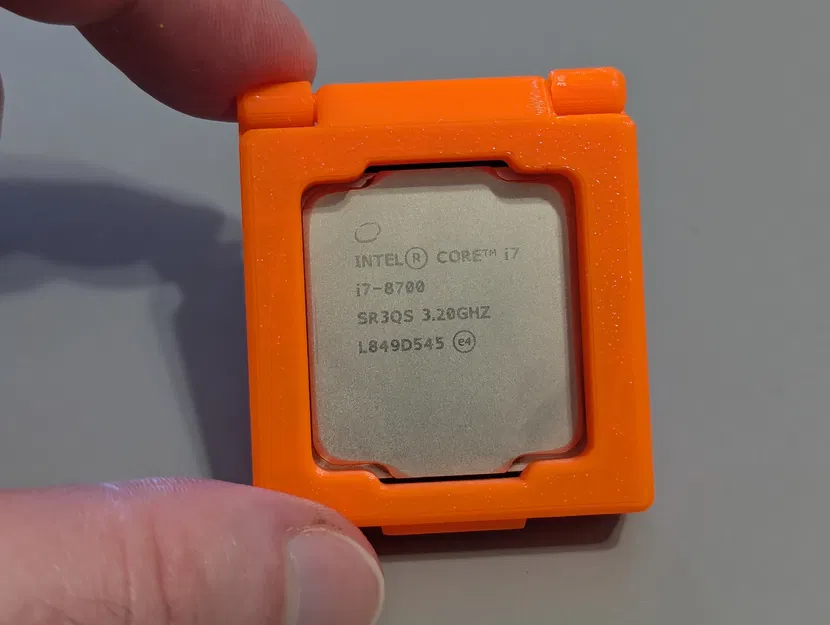 INTEL® CORE™ i7
i7-8700
SR3QS 3.20GHZ
L849D545 e4